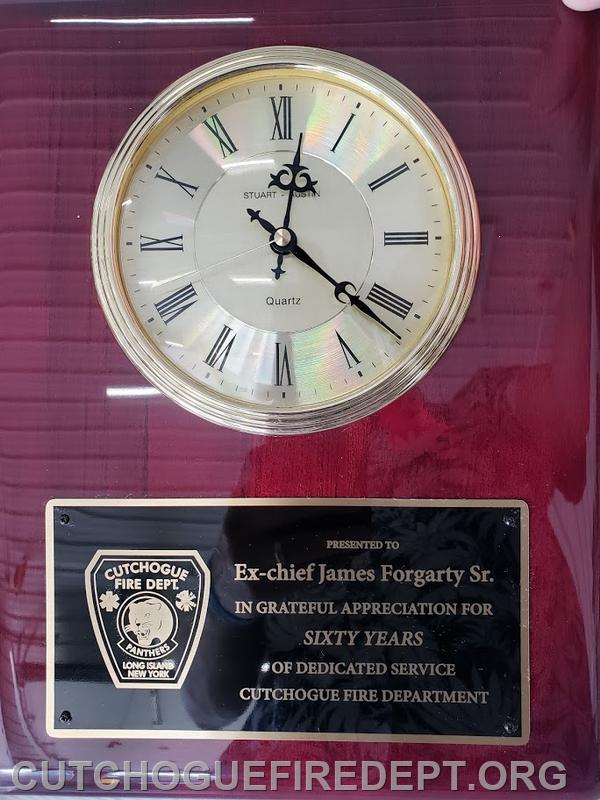 XII
I
II
III
IIII
V
VI
VII
VIII
IX
X
XI
STUART - AUSTIN
Quartz
PRESENTED TO
Ex-chief James Forgarty Sr.
IN GRATEFUL APPRECIATION FOR
SIXTY YEARS
OF DEDICATED SERVICE
CUTCHOGUE FIRE DEPARTMENT
CUTCHOGUE
FIRE DEPT.
PANTHERS
LONG ISLAND
NEW YORK
CUTCHOGUEFIREDEPT.ORG